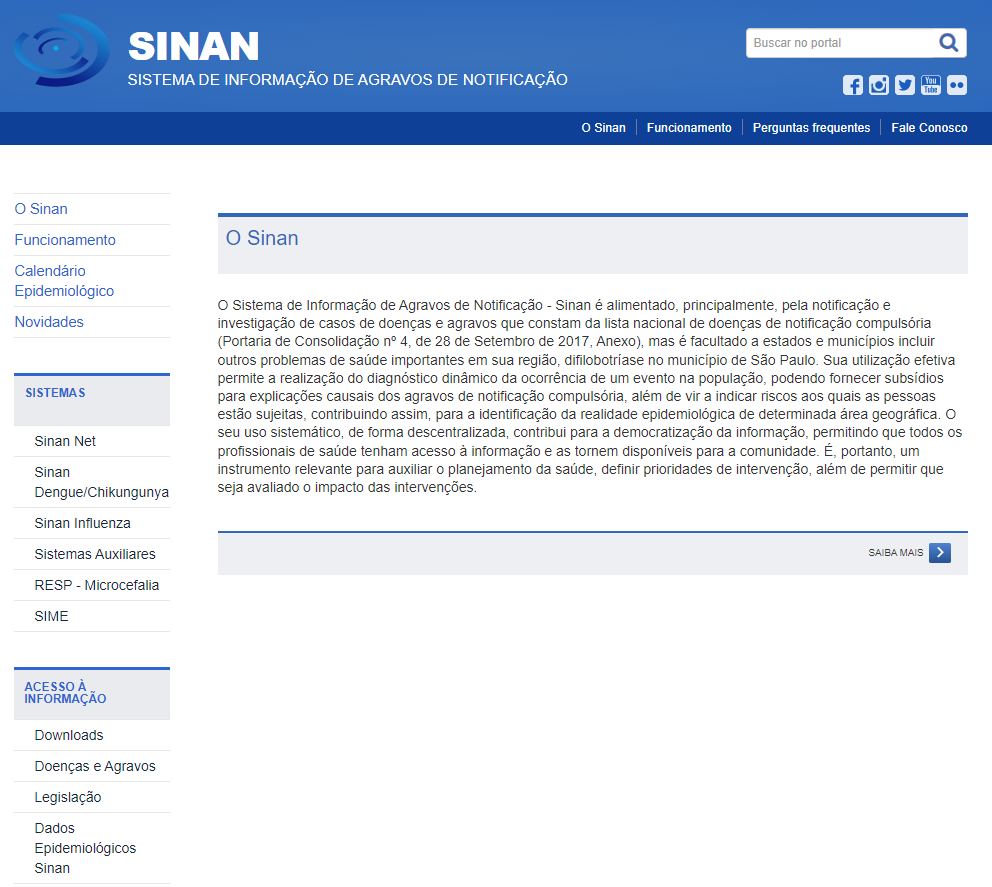 SINAN
SISTEMA DE INFORMAÇÃO DE AGRAVOS DE NOTIFICAÇÃO
Buscar no portal
You
Tube
O Sinan
Funcionamento
Perguntas frequentes
Fale Conosco
O Sinan
Funcionamento
Calendário
Epidemiológico
Novidades
SISTEMAS
Sinan Net
Sinan
Dengue/Chikungunya
Sinan Influenza
Sistemas Auxiliares
RESP - Microcefalia
SIME
ACESSO À
INFORMAÇÃO
Downloads
Doenças e Agravos
Legislação
Dados
Epidemiológicos
Sinan
O Sinan
O Sistema de Informação de Agravos de Notificação - Sinan é alimentado, principalmente, pela notificação e
investigação de casos de doenças e agravos que constam da lista nacional de doenças de notificação compulsória
(Portaria de Consolidação nº 4, de 28 de Setembro de 2017, Anexo), mas é facultado a estados e municípios incluir
outros problemas de saúde importantes em sua região, difilobotríase no município de São Paulo. Sua utilização efetiva
permite a realização do diagnóstico dinâmico da ocorrência de um evento na população, podendo fornecer subsídios
para explicações causais dos agravos de notificação compulsória, além de vir a indicar riscos aos quais as pessoas
estão sujeitas, contribuindo assim, para a identificação da realidade epidemiológica de determinada área geográfica. O
seu uso sistemático, de forma descentralizada, contribui para a democratização da informação, permitindo que todos os
profissionais de saúde tenham acesso à informação e as tornem disponíveis para a comunidade. É, portanto, um
instrumento relevante para auxiliar o planejamento da saúde, definir prioridades de intervenção, além de permitir que
seja avaliado o impacto das intervenções.
SAIBA MAIS